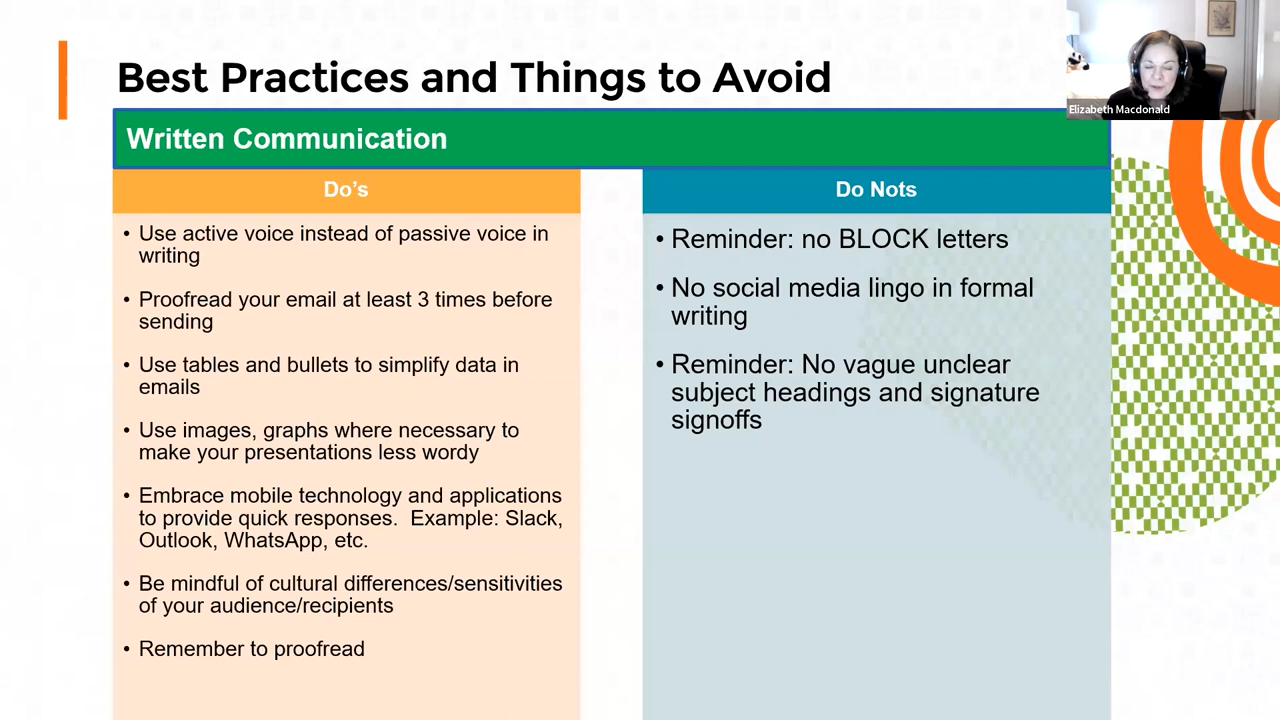 Best Practices and Things to Avoid
Elizabeth Macdonald
Written Communication
Do's
• Use active voice instead of passive voice in
writing
• Proofread your email at least 3 times before
sending
• Use tables and bullets to simplify data in
emails
• Use images, graphs where necessary to
make your presentations less wordy
• Embrace mobile technology and applications
to provide quick responses.  Example: Slack,
Outlook, WhatsApp, etc.
• Be mindful of cultural differences/sensitivities
of your audience/recipients
• Remember to proofread
Do Nots
• Reminder: no BLOCK letters
• No social media lingo in formal
writing
• Reminder: No vague unclear
subject headings and signature
signoffs